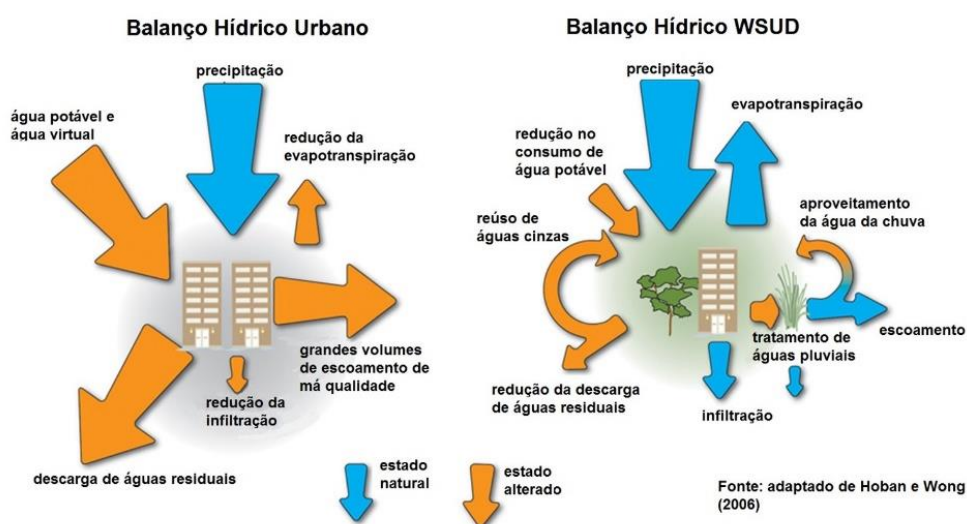 Balanço Hídrico Urbano
precipitação
água potável e
água virtual
redução da
evapotranspiração
grandes volumes
de escoamento de
má qualidade
redução da
infiltração
descarga de águas residuais
Balanço Hídrico WSUD
precipitação
evapotranspiração
redução no
consumo de
água potável
reúso de
águas cinzas
aproveitamento
da água da chuva
escoamento
tratamento de
águas pluviais
redução da descarga
de águas residuais
infiltração
estado
natural
estado
alterado
Fonte: adaptado de Hoban e Wong
(2006)